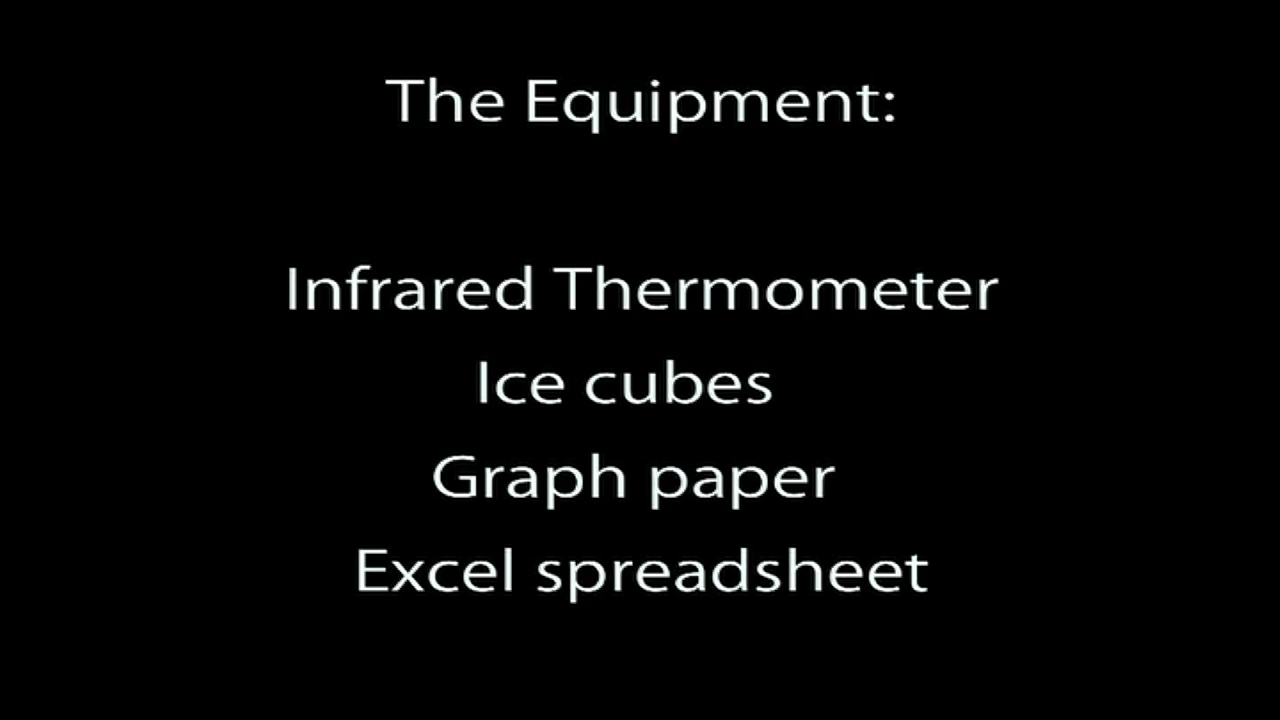 The Equipment:
Infrared Thermometer
Ice cubes
Graph paper
Excel spreadsheet